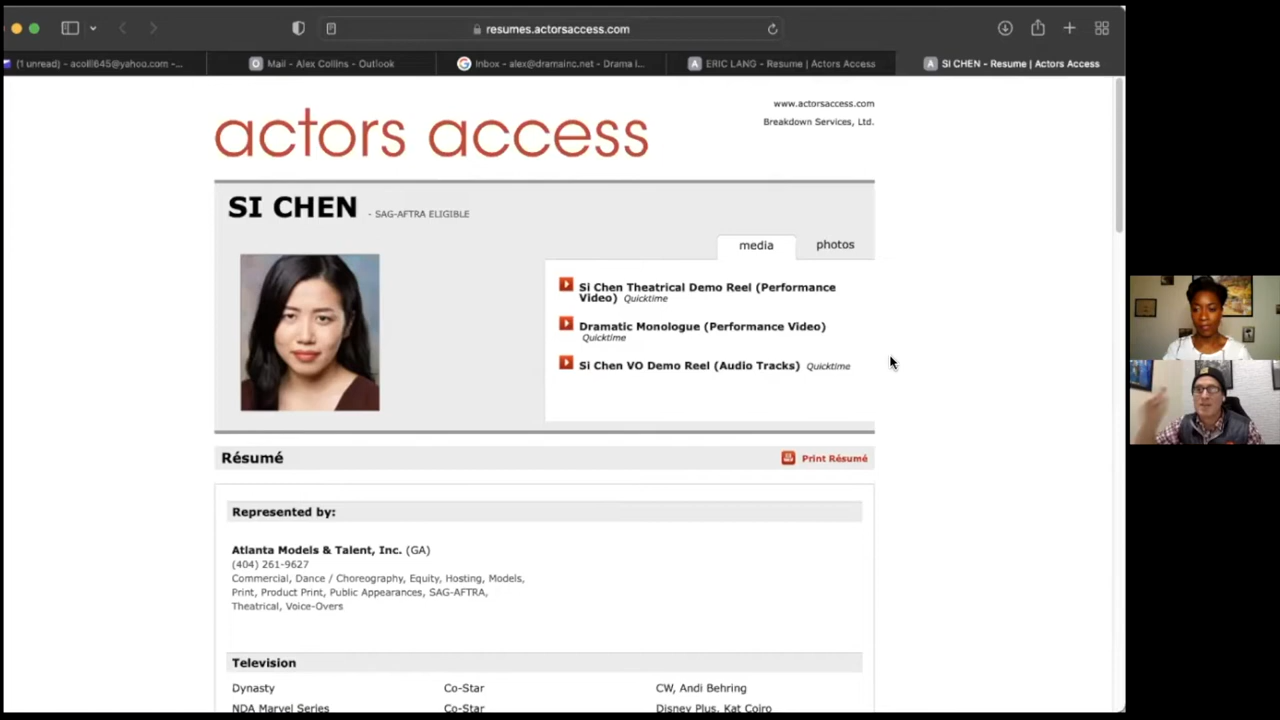 resumes.actorsaccess.com
(1 unread) - acolll645@yahoo.com -...
Mail - Alex Collins - Outlook
Inbox - alex@dramainc.net - Drama I...
ERIC LANG - Resume | Actors Access
SI CHEN - Resume | Actors Access
www.actorsaccess.com
Breakdown Services, Ltd.
actors access
SI CHEN - SAG-AFTRA ELIGIBLE
media photos
Si Chen Theatrical Demo Reel (Performance
Video) Quicktime
Dramatic Monologue (Performance Video)
Quicktime
Si Chen VO Demo Reel (Audio Tracks) Quicktime
Résumé
Print Résumé
Represented by:
Atlanta Models & Talent, Inc. (GA)
(404) 261-9627
Commercial, Dance / Choreography, Equity, Hosting, Models,
Print, Product Print, Public Appearances, SAG-AFTRA,
Theatrical, Voice-Overs
Television
Dynasty Co-Star CW, Andi Behring
NDA Marvel Series Co-Star Disney Plus, Kat Coiro